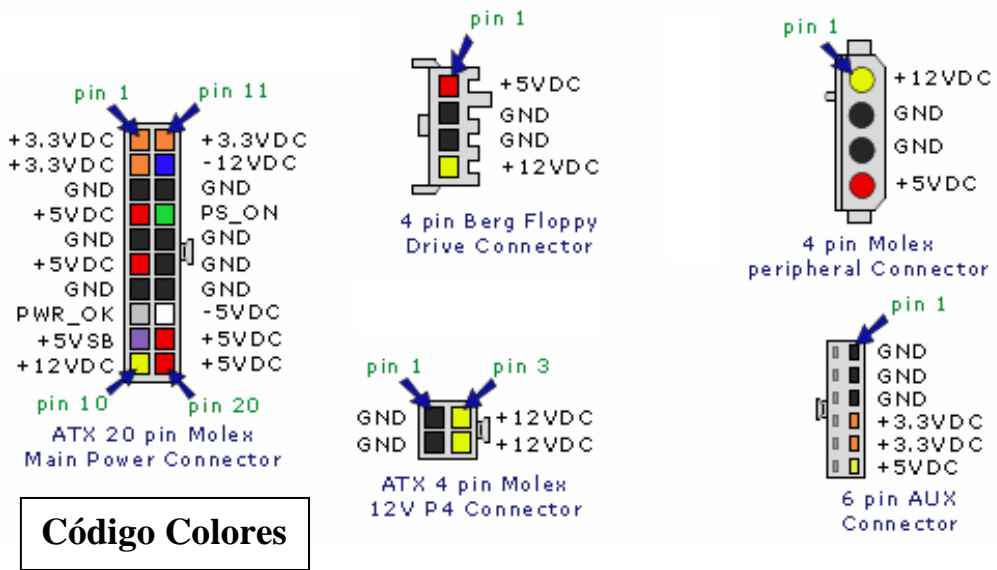 pin 1
pin 11
+3.3VDC
+3.3VDC
+3.3VDC
-12VDC
GND
GND
+5VDC
PS_ON
GND
GND
+5VDC
GND
GND
GND
PWR_OK
-5VDC
+5VSB
+5VDC
+12VDC
+5VDC
pin 10
pin 20
ATX 20 pin Molex
Main Power Connector
pin 1
+5VDC
GND
GND
+12VDC
4 pin Berg Floppy
Drive Connector
pin 1
+12VDC
GND
GND
+5VDC
4 pin Molex
peripheral Connector
pin 1
pin 3
GND
+12VDC
GND
+12VDC
ATX 4 pin Molex
12V P4 Connector
pin 1
GND
GND
GND
+3.3VDC
+3.3VDC
+5VDC
6 pin AUX
Connector
Código Colores